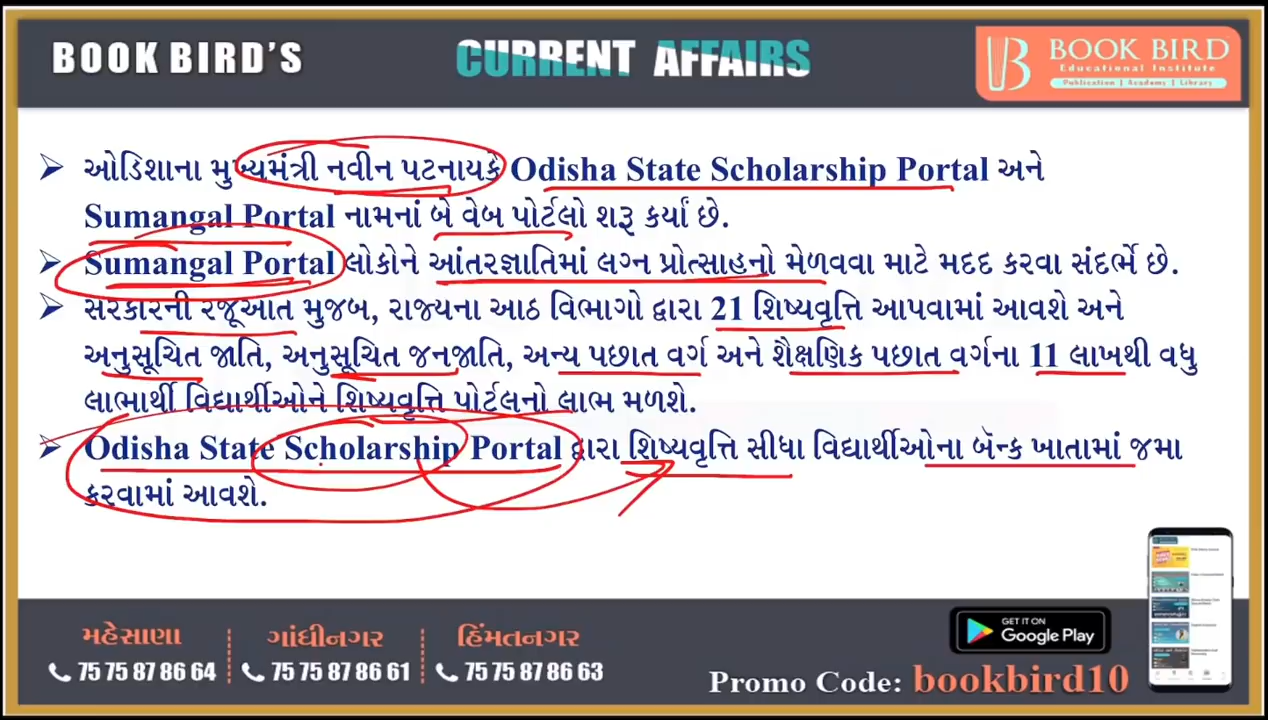 BOOK BIRD'S
CURRENT AFFAIRS
BOOK BIRD
Educational Institute
Publication | Academy | Library
➢ ઓડિશાના મુખ્યમંત્રી નવીન પટનાયકે Odisha State Scholarship Portal અને
Sumangal Portal નામનાં બે વેબ પોર્ટલો શરૂ કર્યાં છે.
➢ Sumangal Portal લોકોને આંતરજ્ઞાતિમાં લગ્ન પ્રોત્સાહનો મેળવવા માટે મદદ કરવા સંદર્ભે છે.
➢ સરકારની રજૂઆત મુજબ, રાજ્યના આઠ વિભાગો દ્વારા 21 શિષ્યવૃત્તિ આપવામાં આવશે અને
અનુસૂચિત જાતિ, અનુસૂચિત જનજાતિ, અન્ય પછાત વર્ગ અને શૈક્ષણિક પછાત વર્ગના 11 લાખથી વધુ
લાભાર્થી વિદ્યાર્થીઓને શિષ્યવૃત્તિ પોર્ટલનો લાભ મળશે.
➢ Odisha State Scholarship Portal દ્વારા શિષ્યવૃત્તિ સીધા વિદ્યાર્થીઓના બૅન્ક ખાતામાં જમા
કરવામાં આવશે.
મહેસાણા
75 75 87 86 64
ગાંધીનગર
75 75 87 86 61
હિંમતનગર
75 75 87 86 63
GET IT ON
Google Play
Promo Code: bookbird10